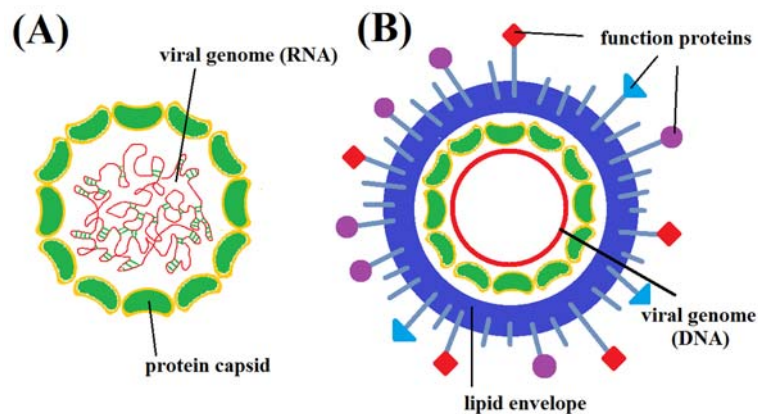 (A)
viral genome (RNA)
protein capsid
(B)
function proteins
viral genome
(DNA)
lipid envelope